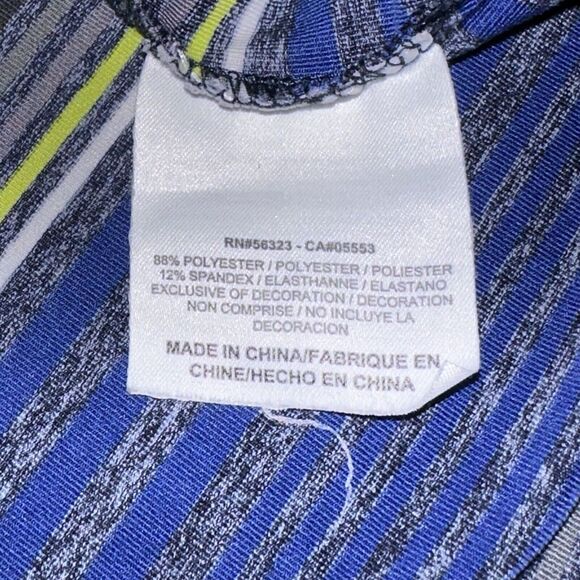 RN#56323 - CA#05553
88% POLYESTER / POLYESTER / POLIESTER
12% SPANDEX / ELASTHANNE / ELASTANO
EXCLUSIVE OF DECORATION / DECORATION
NON COMPRISE / NO INCLUYE LA
DECORACION
MADE IN CHINA/FABRIQUE EN
CHINE/HECHO EN CHINA